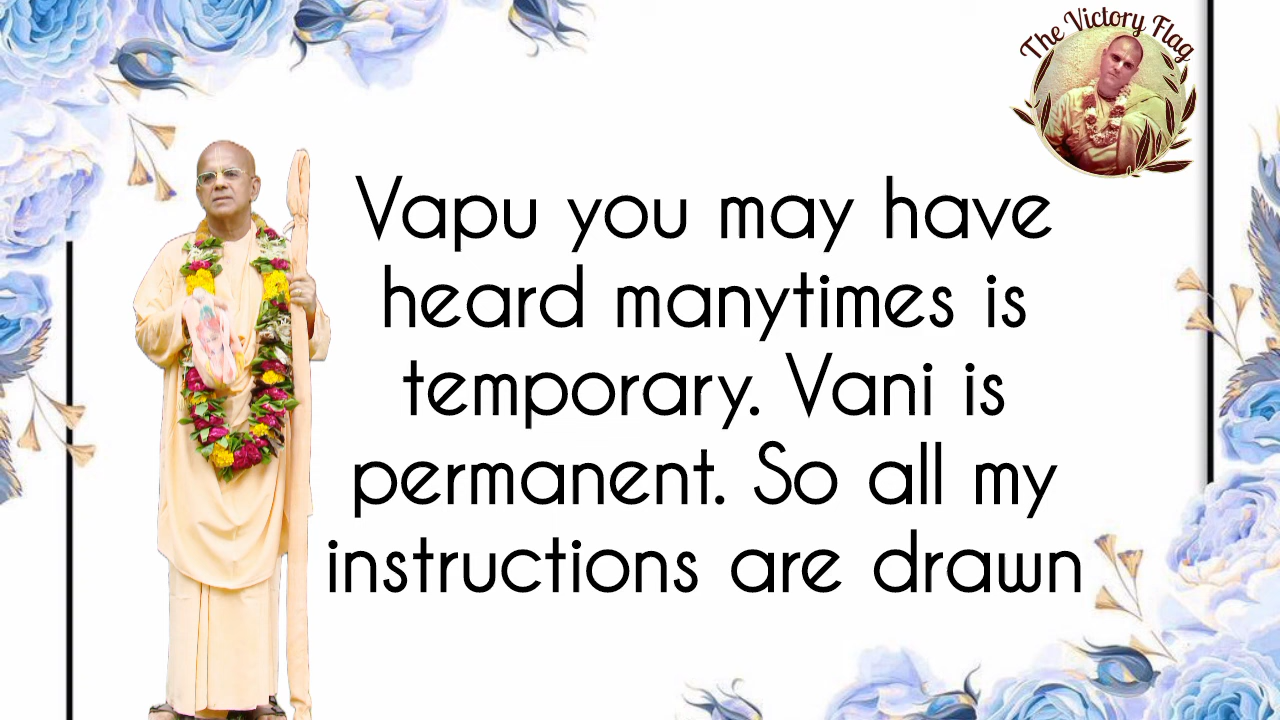 The Victory Flag
Vapu you may have
heard manytimes is
temporary. Vani is
permanent. So all my
instructions are drawn